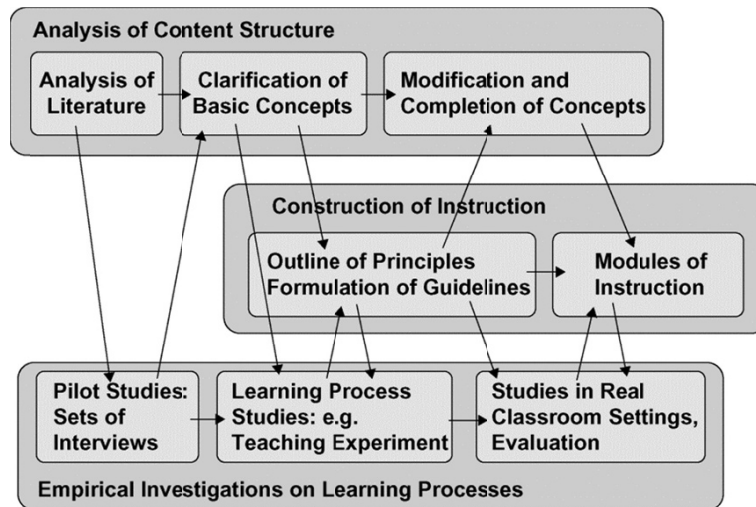 Analysis of Content Structure
Analysis of
Literature
Clarification of
Basic Concepts
Modification and
Completion of Concepts
Construction of Instruction
Outline of Principles
Formulation of Guidelines
Modules of
Instruction
Pilot Studies:
Sets of
Interviews
Learning Process
Studies: e.g.
Teaching Experiment
Studies in Real
Classroom Settings,
Evaluation
Empirical Investigations on Learning Processes